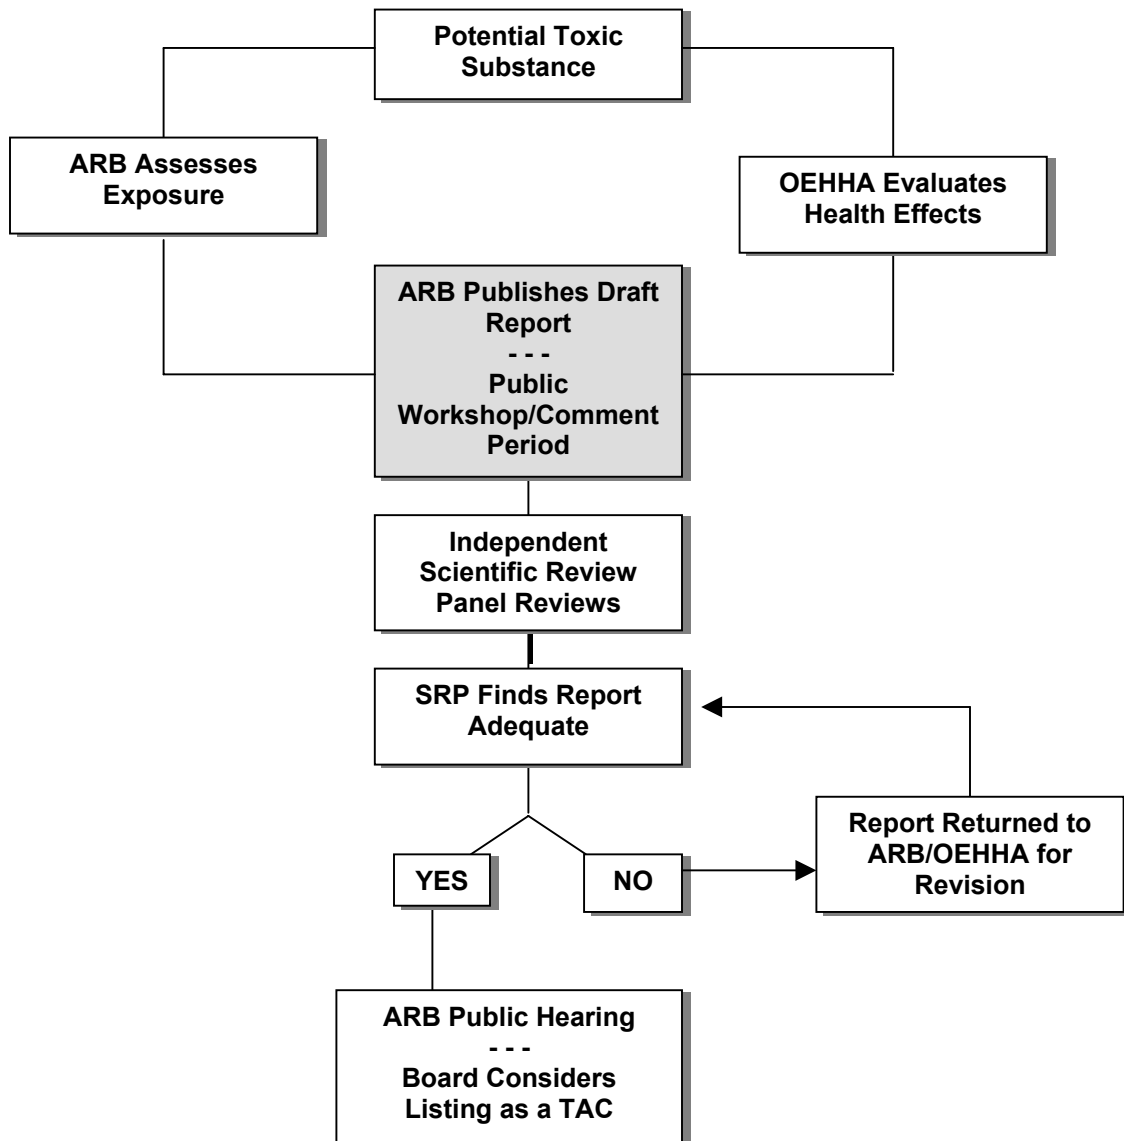 Potential Toxic
Substance
ARB Assesses
Exposure
OEHHA Evaluates
Health Effects
ARB Publishes Draft
Report
- - -
Public
Workshop/Comment
Period
Independent
Scientific Review
Panel Reviews
SRP Finds Report
Adequate
YES
NO
Report Returned to
ARB/OEHHA for
Revision
ARB Public Hearing
- - -
Board Considers
Listing as a TAC